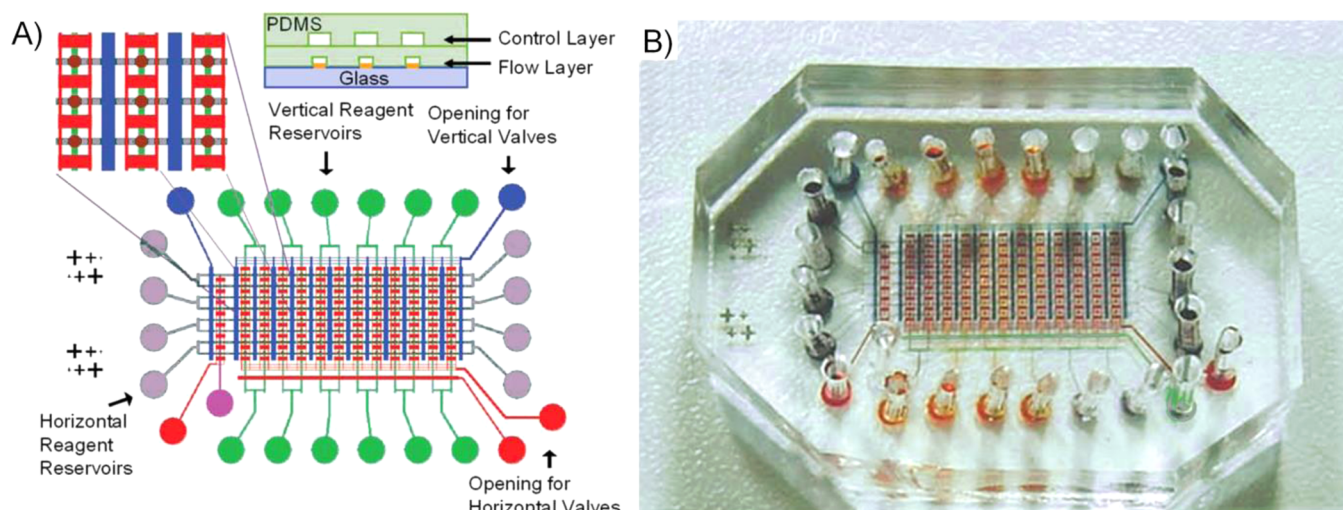 A)
PDMS
Control Layer
Flow Layer
Glass
Vertical Reagent
Reservoirs
Opening for
Vertical Valves
Horizontal
Reagent
Reservoirs
Opening for
Horizontal Valves
B)